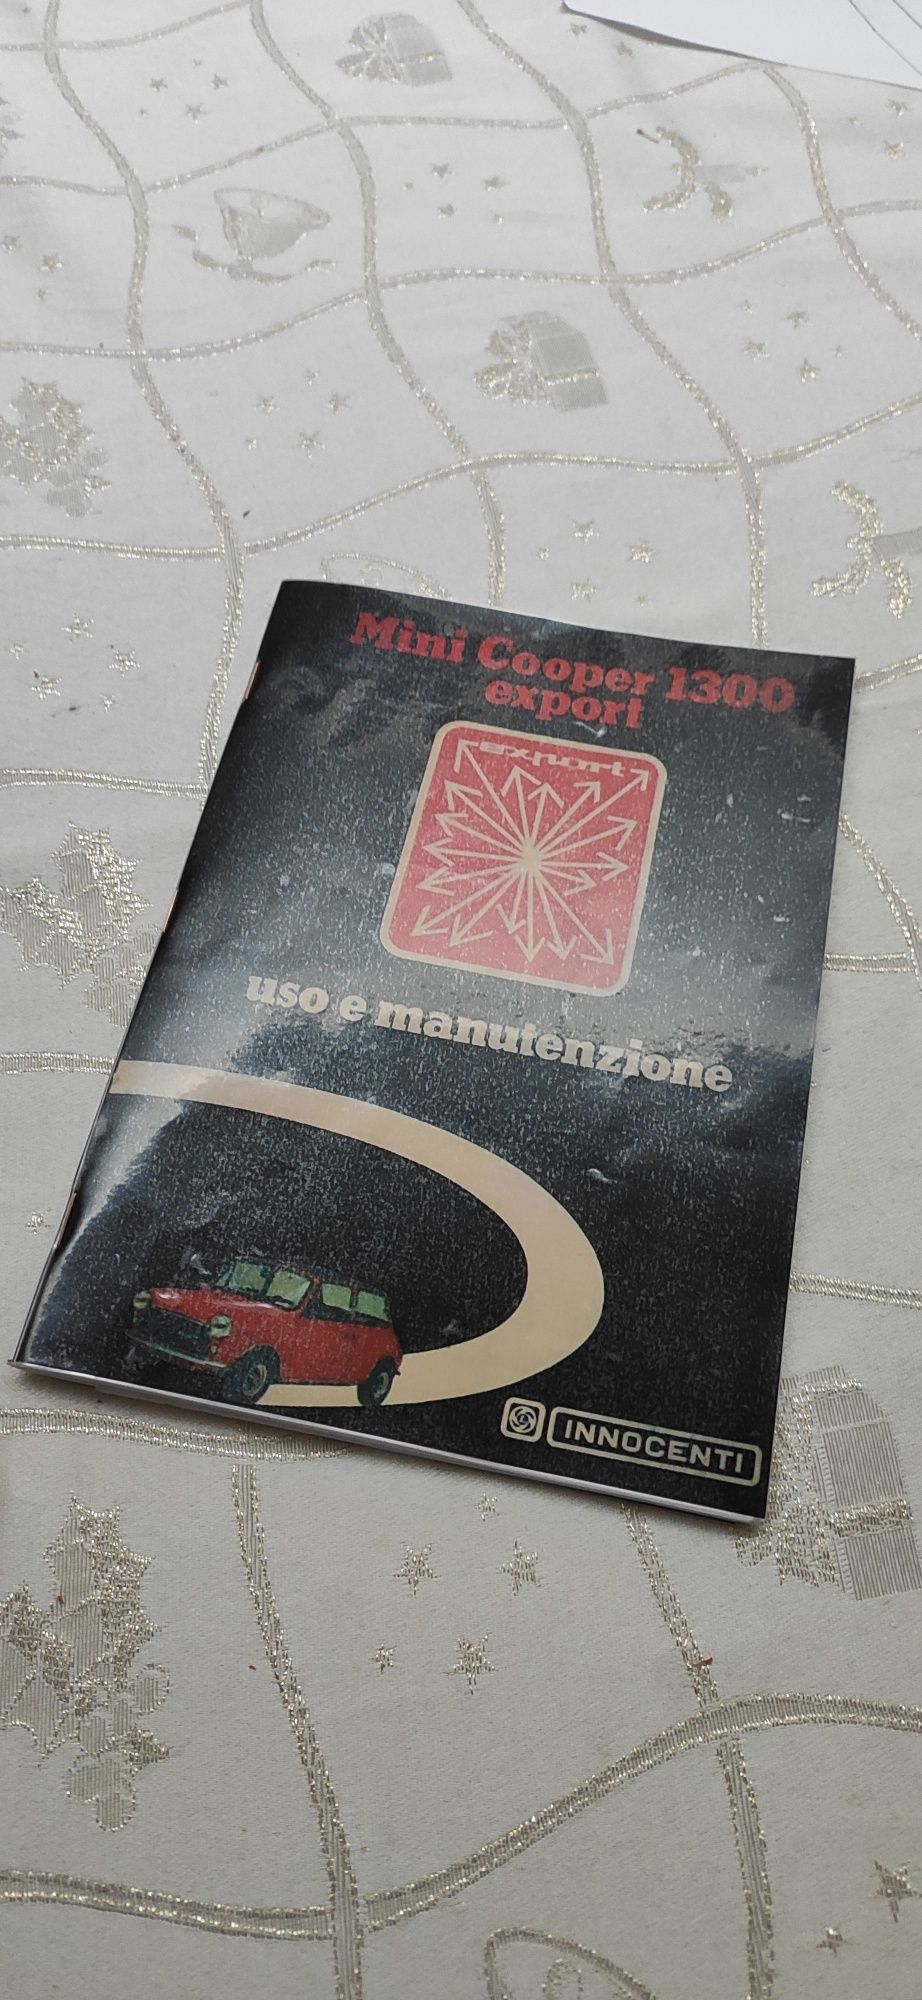 Mini Cooper 1300
export
export
uso e manutenzione
INNOCENTI